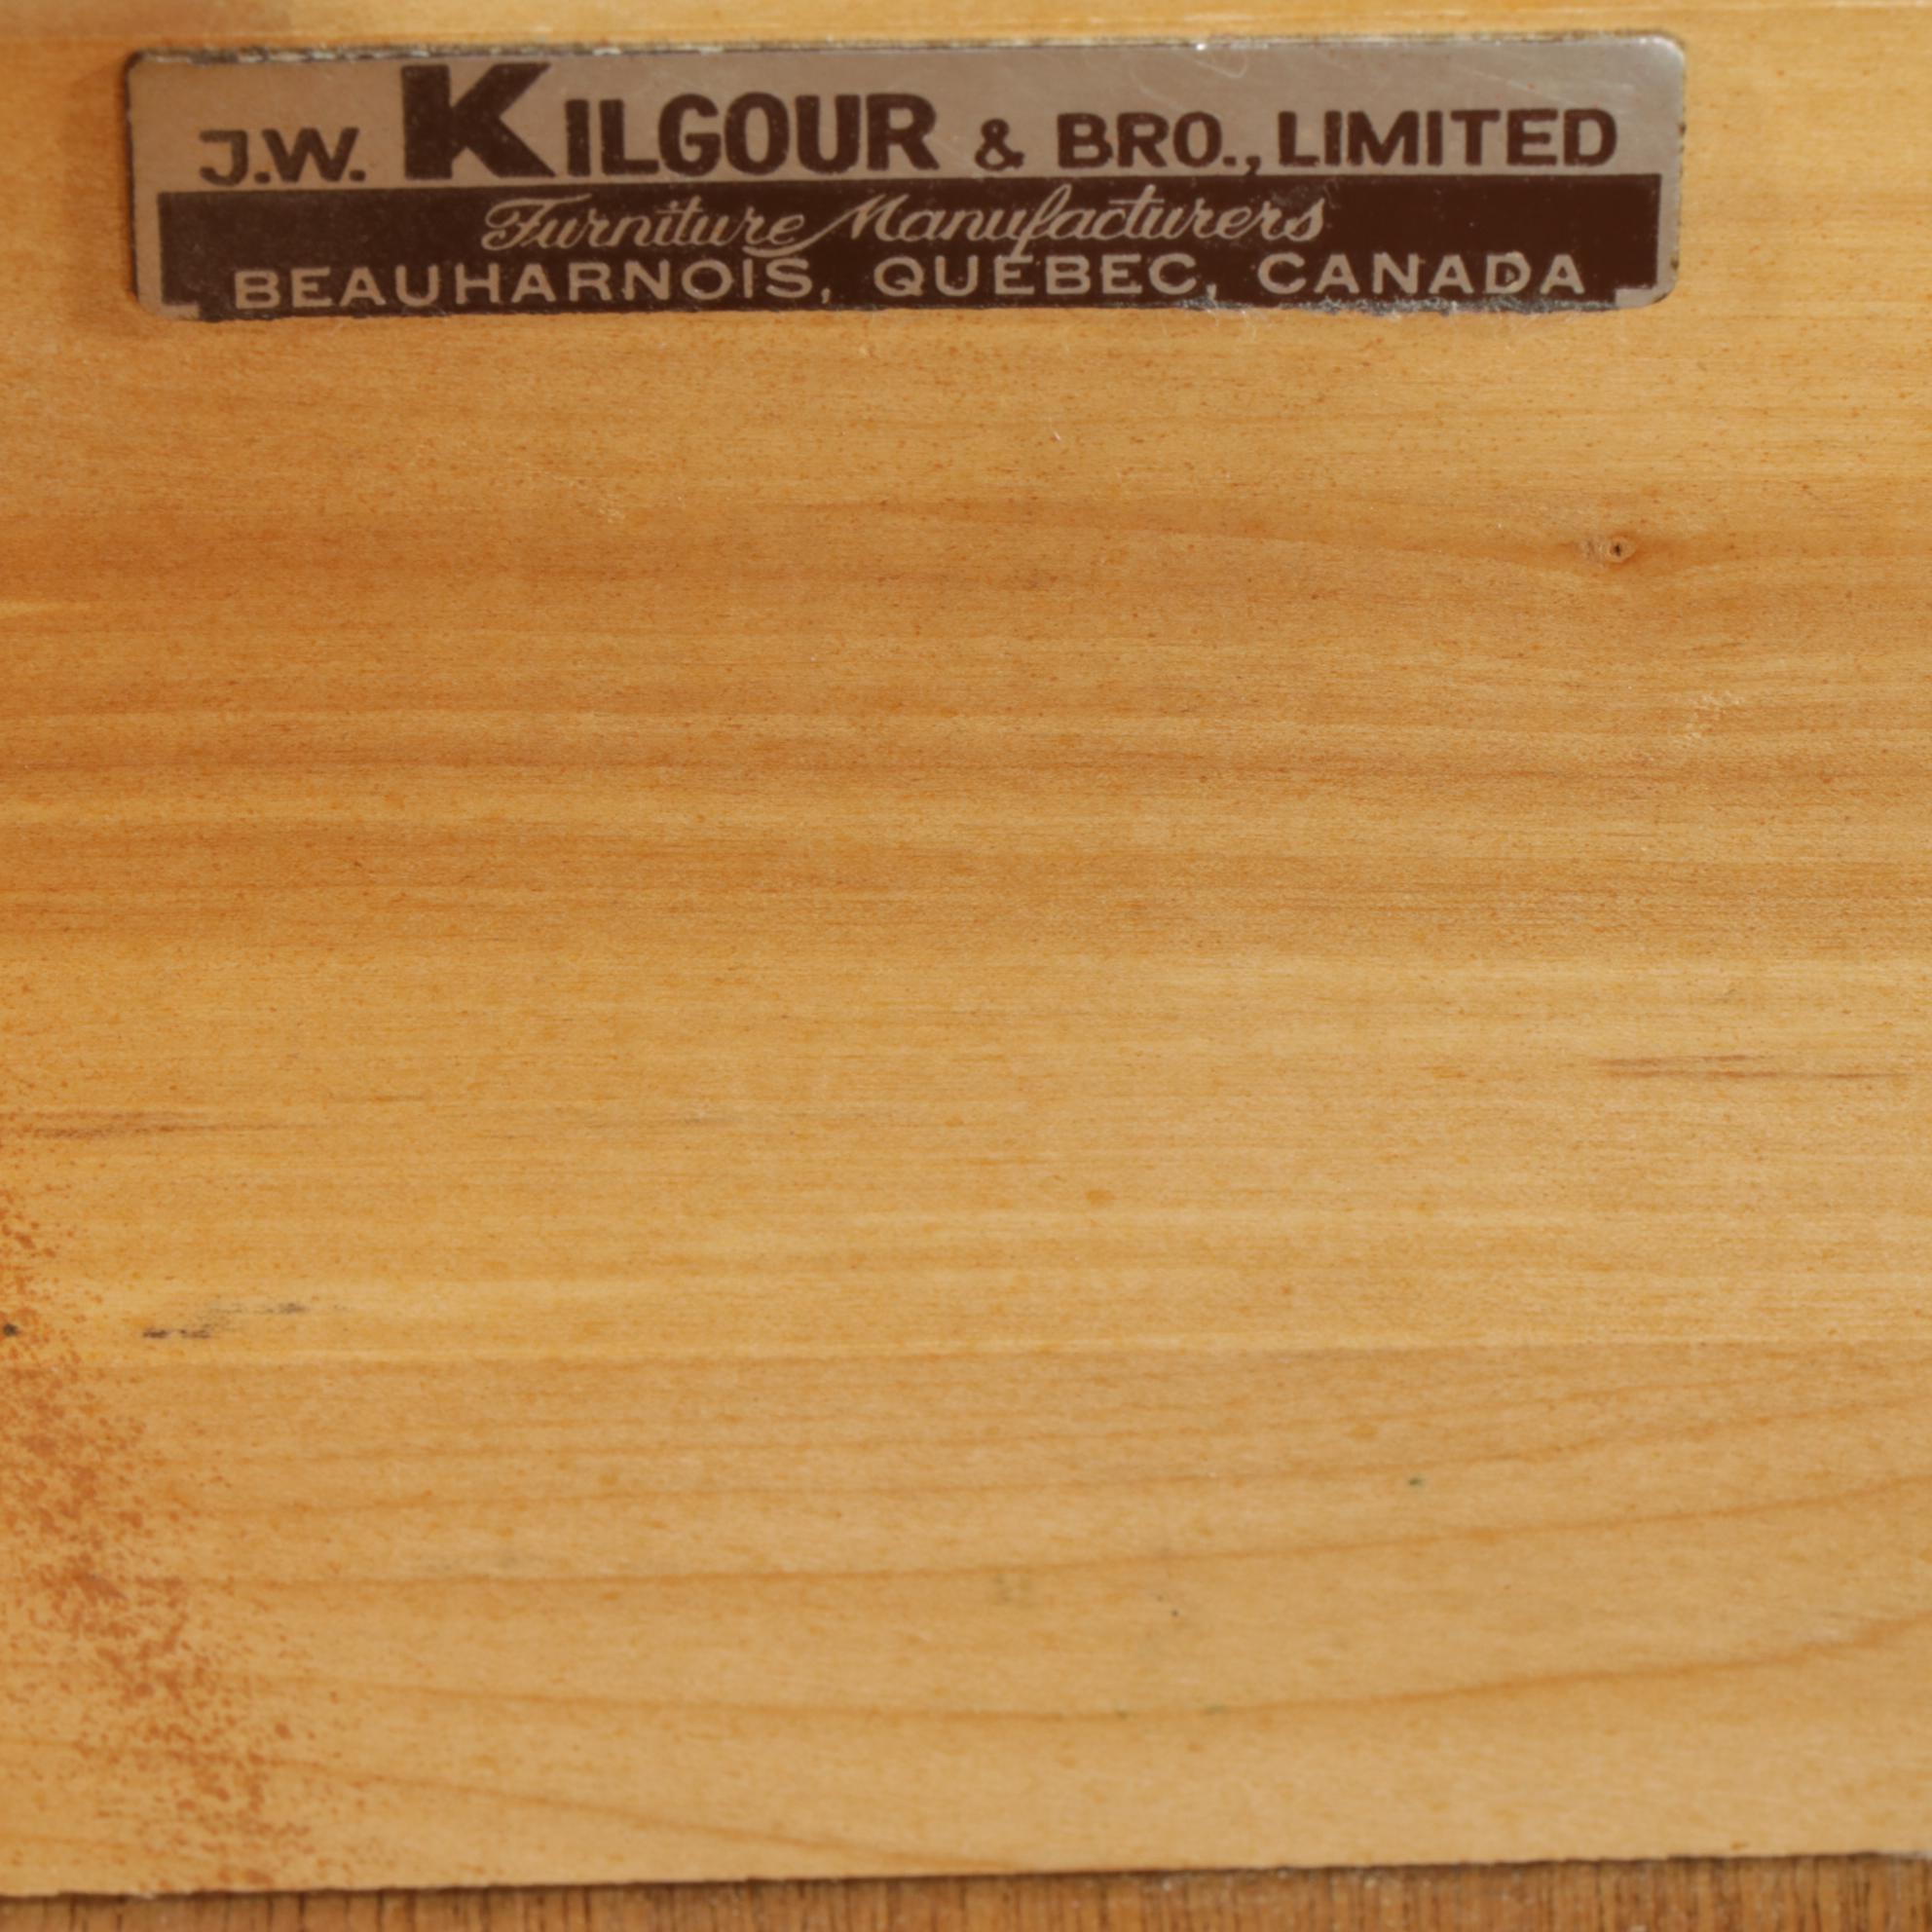 J.W. KILGOUR & BRO., LIMITED
Furniture Manufacturers
BEAUHARNOIS, QUEBEC, CANADA